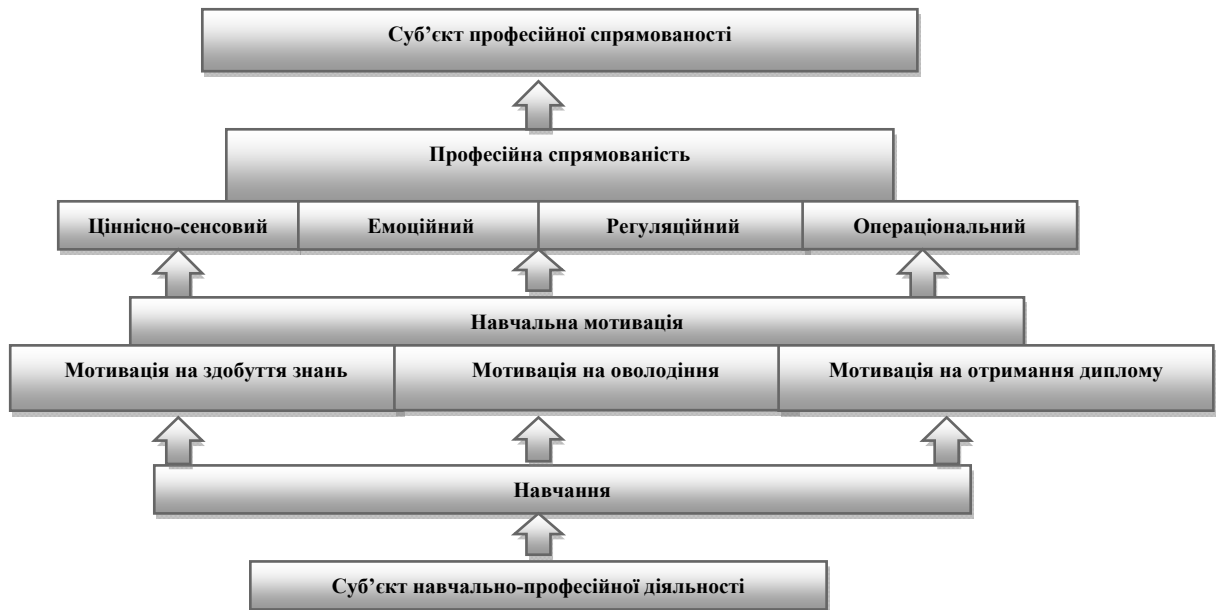 Суб’єкт професійної спрямованості
Професійна спрямованість
Ціннісно-сенсовий
Емоційний
Регуляційний
Операціональний
Навчальна мотивація
Мотивація на здобуття знань
Мотивація на оволодіння
Мотивація на отримання диплому
Навчання
Суб’єкт навчально-професійної діяльності